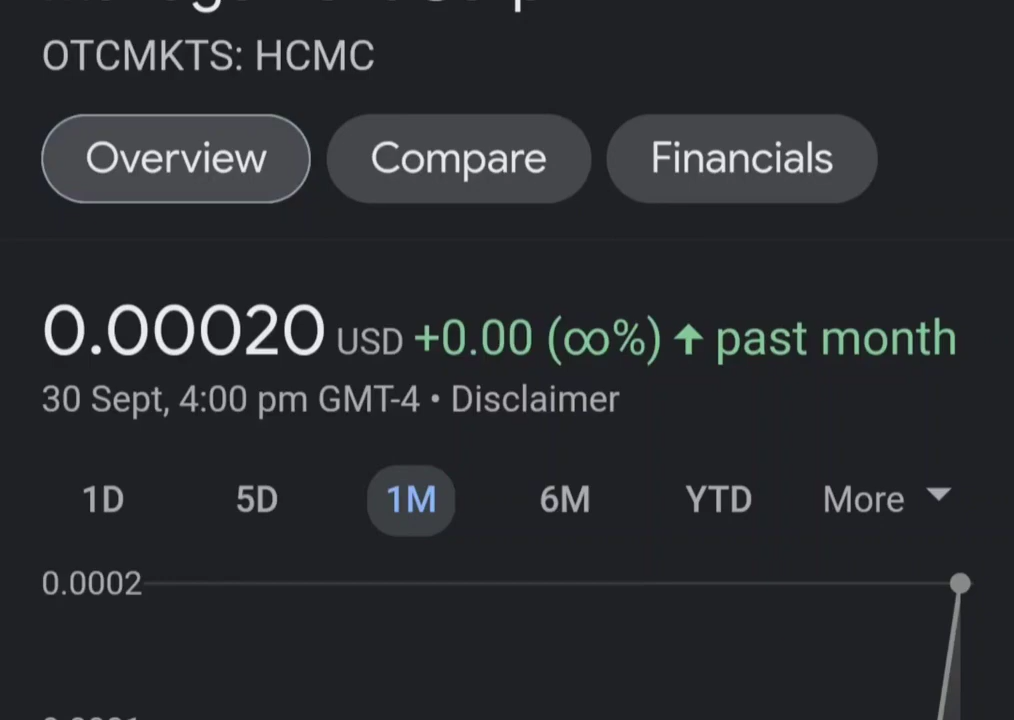 OTCMKTS: HCMC
Overview Compare Financials
0.00020 USD +0.00 (∞%) ↑ past month
30 Sept, 4:00 pm GMT-4 • Disclaimer
1D 5D 1M 6M YTD More
0.0002